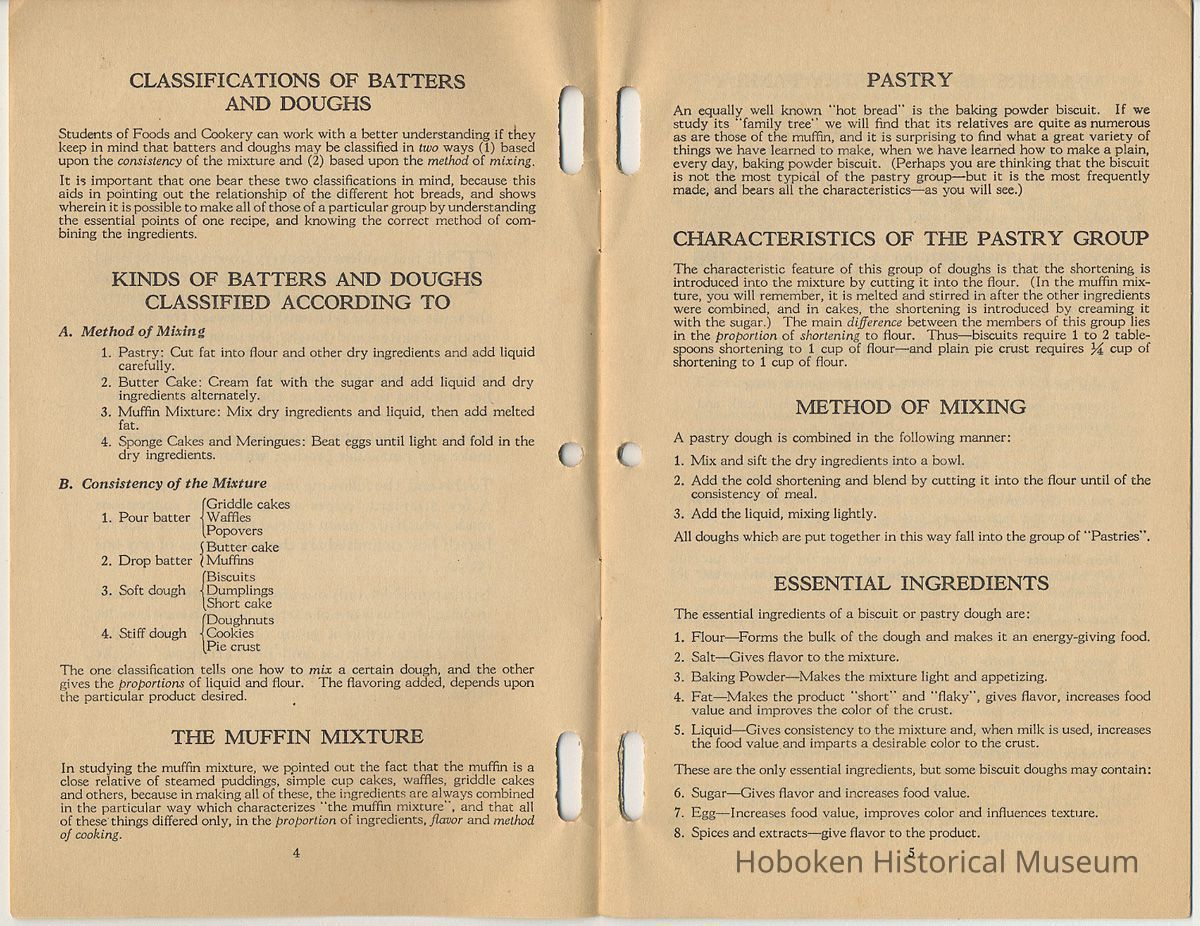 CLASSIFICATIONS OF BATTERS
AND DOUGHS
Students of Foods and Cookery can work with a better understanding if they
keep in mind that batters and doughs may be classified in two ways (1) based
upon the consistency of the mixture and (2) based upon the method of mixing.
It is important that one bear these two classifications in mind, because this
aids in pointing out the relationship of the different hot breads, and shows
wherein it is possible to make all of those of a particular group by understanding
the essential points of one recipe, and knowing the correct method of com-
bining the ingredients.
KINDS OF BATTERS AND DOUGHS
CLASSIFIED ACCORDING TO
A. Method of Mixing
1. Pastry: Cut fat into flour and other dry ingredients and add liquid
carefully.
2. Butter Cake: Cream fat with the sugar and add liquid and dry
ingredients alternately.
3. Muffin Mixture: Mix dry ingredients and liquid, then add melted
fat.
4. Sponge Cakes and Meringues: Beat eggs until light and fold in the
dry ingredients.
B. Consistency of the Mixture
Griddle cakes
1. Pour batter Waffles
Popovers
Butter cake
2. Drop batter Muffins
Biscuits
3. Soft dough Dumplings
Short cake
Doughnuts
4. Stiff dough Cookies
Pie crust
The one classification tells one how to mix a certain dough, and the other
gives the proportions of liquid and flour. The flavoring added, depends upon
the particular product desired.
THE MUFFIN MIXTURE
In studying the muffin mixture, we pointed out the fact that the muffin is a
close relative of steamed puddings, simple cup cakes, waffles, griddle cakes
and others, because in making all of these, the ingredients are always combined
in the particular way which characterizes "the muffin mixture", and that all
of these things differed only, in the proportion of ingredients, flavor and method
of cooking.
4
PASTRY
An equally well known "hot bread" is the baking powder biscuit. If we
study its "family tree" we will find that its relatives are quite as numerous
as are those of the muffin, and it is surprising to find what a great variety of
things we have learned to make, when we have learned how to make a plain,
every day, baking powder biscuit. (Perhaps you are thinking that the biscuit
is not the most typical of the pastry group—but it is the most frequently
made, and bears all the characteristics—as you will see.)
CHARACTERISTICS OF THE PASTRY GROUP
The characteristic feature of this group of doughs is that the shortening is
introduced into the mixture by cutting it into the flour. (In the muffin mix-
ture, you will remember, it is melted and stirred in after the other ingredients
were combined, and in cakes, the shortening is introduced by creaming it
with the sugar.) The main difference between the members of this group lies
in the proportion of shortening to flour. Thus—biscuits require 1 to 2 table-
spoons shortening to 1 cup of flour—and plain pie crust requires ¼ cup of
shortening to 1 cup of flour.
METHOD OF MIXING
A pastry dough is combined in the following manner:
1. Mix and sift the dry ingredients into a bowl.
2. Add the cold shortening and blend by cutting it into the flour until of the
consistency of meal.
3. Add the liquid, mixing lightly.
All doughs which are put together in this way fall into the group of "Pastries".
ESSENTIAL INGREDIENTS
The essential ingredients of a biscuit or pastry dough are:
1. Flour—Forms the bulk of the dough and makes it an energy-giving food.
2. Salt—Gives flavor to the mixture.
3. Baking Powder—Makes the mixture light and appetizing.
4. Fat—Makes the product "short" and "flaky", gives flavor, increases food
value and improves the color of the crust.
5. Liquid—Gives consistency to the mixture and, when milk is used, increases
the food value and imparts a desirable color to the crust.
These are the only essential ingredients, but some biscuit doughs may contain:
6. Sugar—Gives flavor and increases food value.
7. Egg—Increases food value, improves color and influences texture.
8. Spices and extracts—give flavor to the product.
5
Hoboken Historical Museum